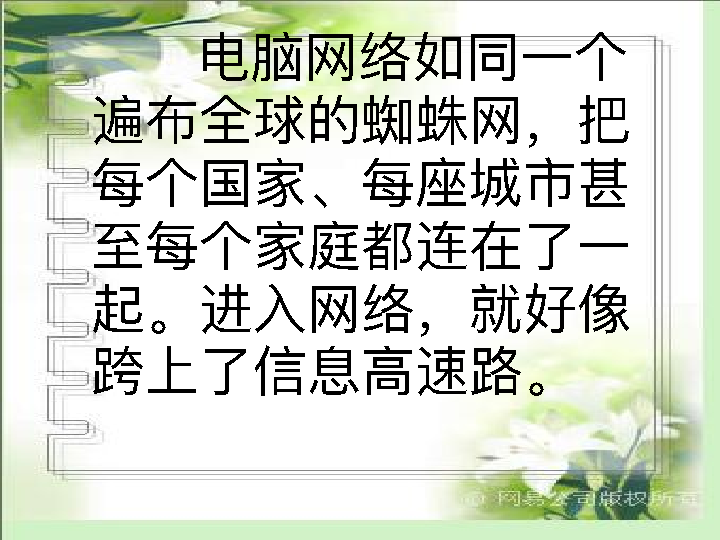 电脑网络如同一个
遍布全球的蜘蛛网，把
每个国家、每座城市甚
至每个家庭都连在了一
起。进入网络，就好像
跨上了信息高速路。
© 网易公司版权所有